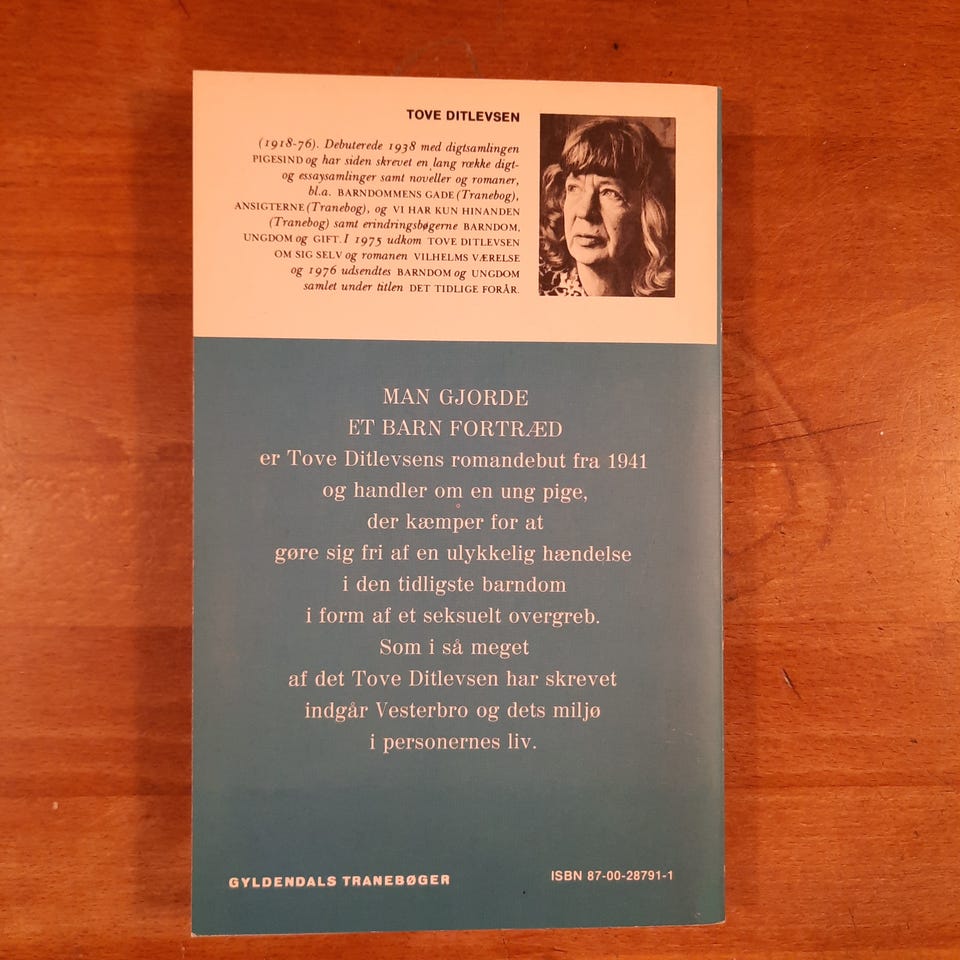 TOVE DITLEVSEN
(1918-76). Debuterede 1938 med digtsamlingen
PIGESIND og har siden skrevet en lang række digt-
og essaysamlinger samt noveller og romaner,
bl.a. BARNDOMMENS GADE (Tranebog),
ANSIGTERNE (Tranebog), og VI HAR KUN HINANDEN
(Tranebog) samt erindringsbøgerne BARNDOM,
UNGDOM og GIFT. I 1975 udkom TOVE DITLEVSEN
OM SIG SELV og romanen VILHELMS VÆRELSE
og 1976 udsendtes BARNDOM og UNGDOM
samlet under titlen DET TIDLIGE FORÅR.
MAN GJORDE
ET BARN FORTRÆD
er Tove Ditlevsens romandebut fra 1941
og handler om en ung pige,
der kæmper for at
gøre sig fri af en ulykkelig hændelse
i den tidligste barndom
i form af et seksuelt overgreb.
Som i så meget
af det Tove Ditlevsen har skrevet
indgår Vesterbro og dets miljø
i personernes liv.
GYLDENDALS TRANEBØGER
ISBN 87-00-28791-1